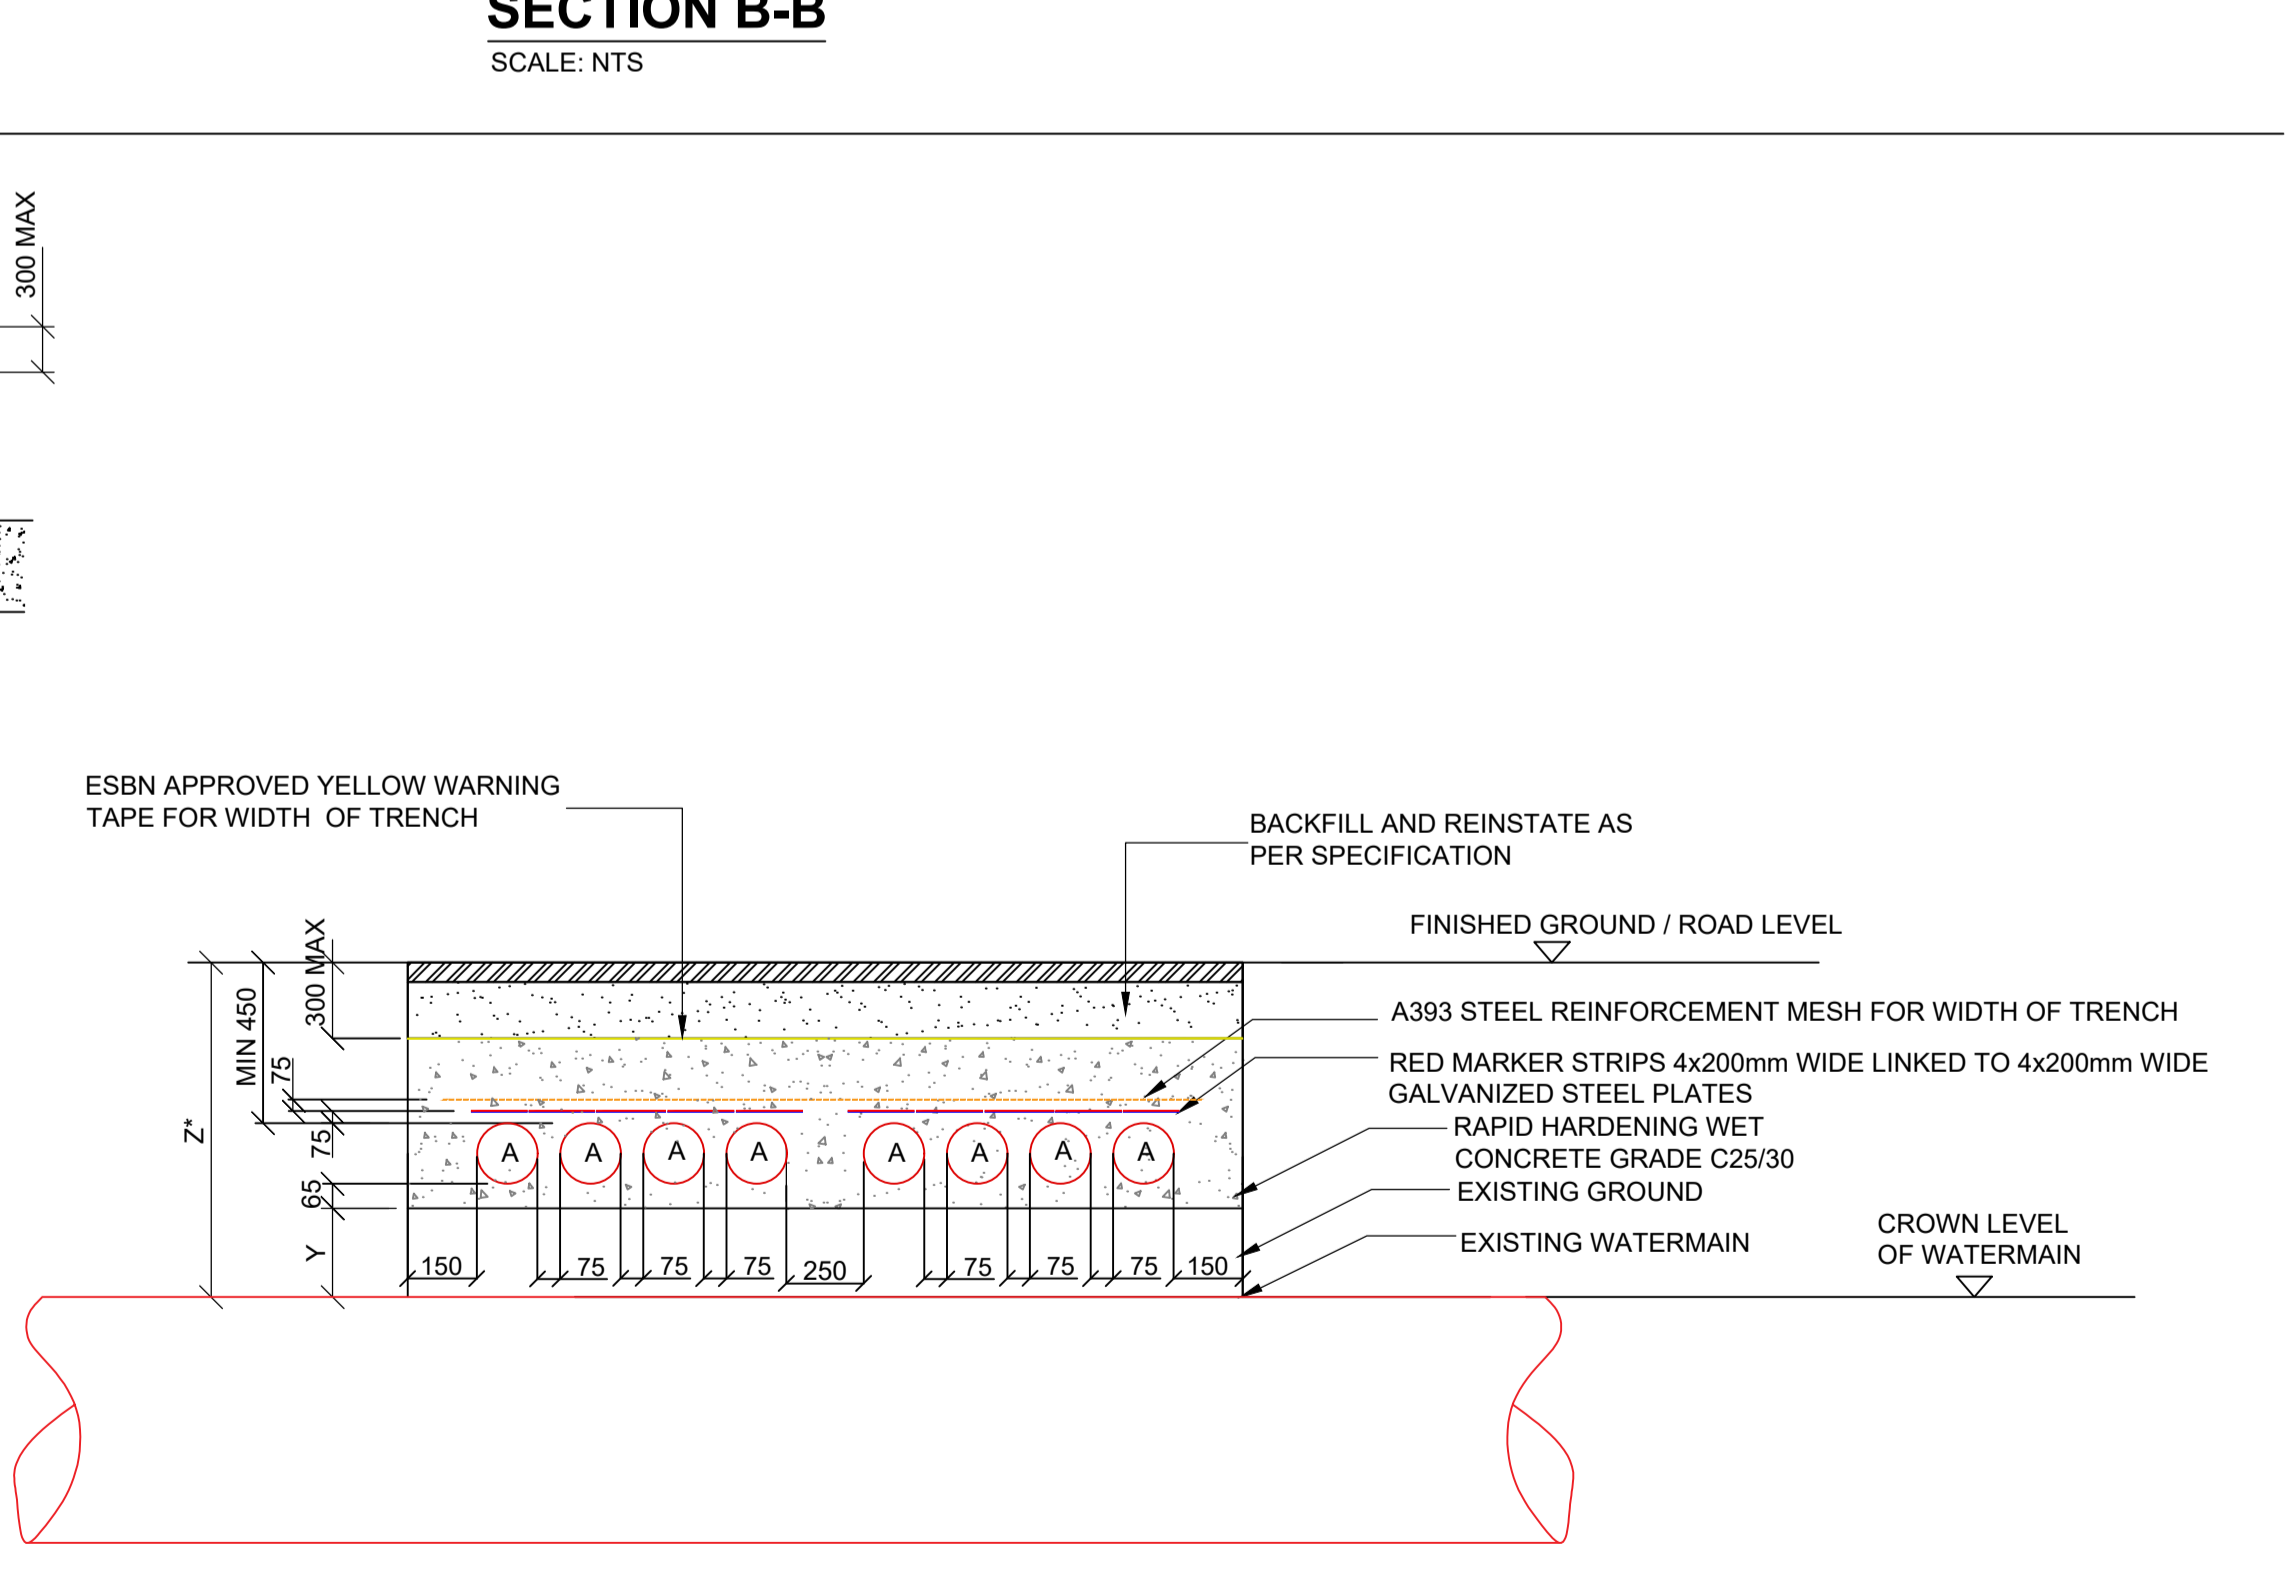 SECTION B-B
SCALE: NTS
300 MAX
ESBN APPROVED YELLOW WARNING
TAPE FOR WIDTH OF TRENCH
BACKFILL AND REINSTATE AS
PER SPECIFICATION
FINISHED GROUND / ROAD LEVEL
300 MAX
MIN 450
75
Z*
75
65
Y
A393 STEEL REINFORCEMENT MESH FOR WIDTH OF TRENCH
RED MARKER STRIPS 4x200mm WIDE LINKED TO 4x200mm WIDE
GALVANIZED STEEL PLATES
RAPID HARDENING WET
CONCRETE GRADE C25/30
EXISTING GROUND
EXISTING WATERMAIN
CROWN LEVEL
OF WATERMAIN
A A A A A A A A
150 75 75 75 250 75 75 75 150